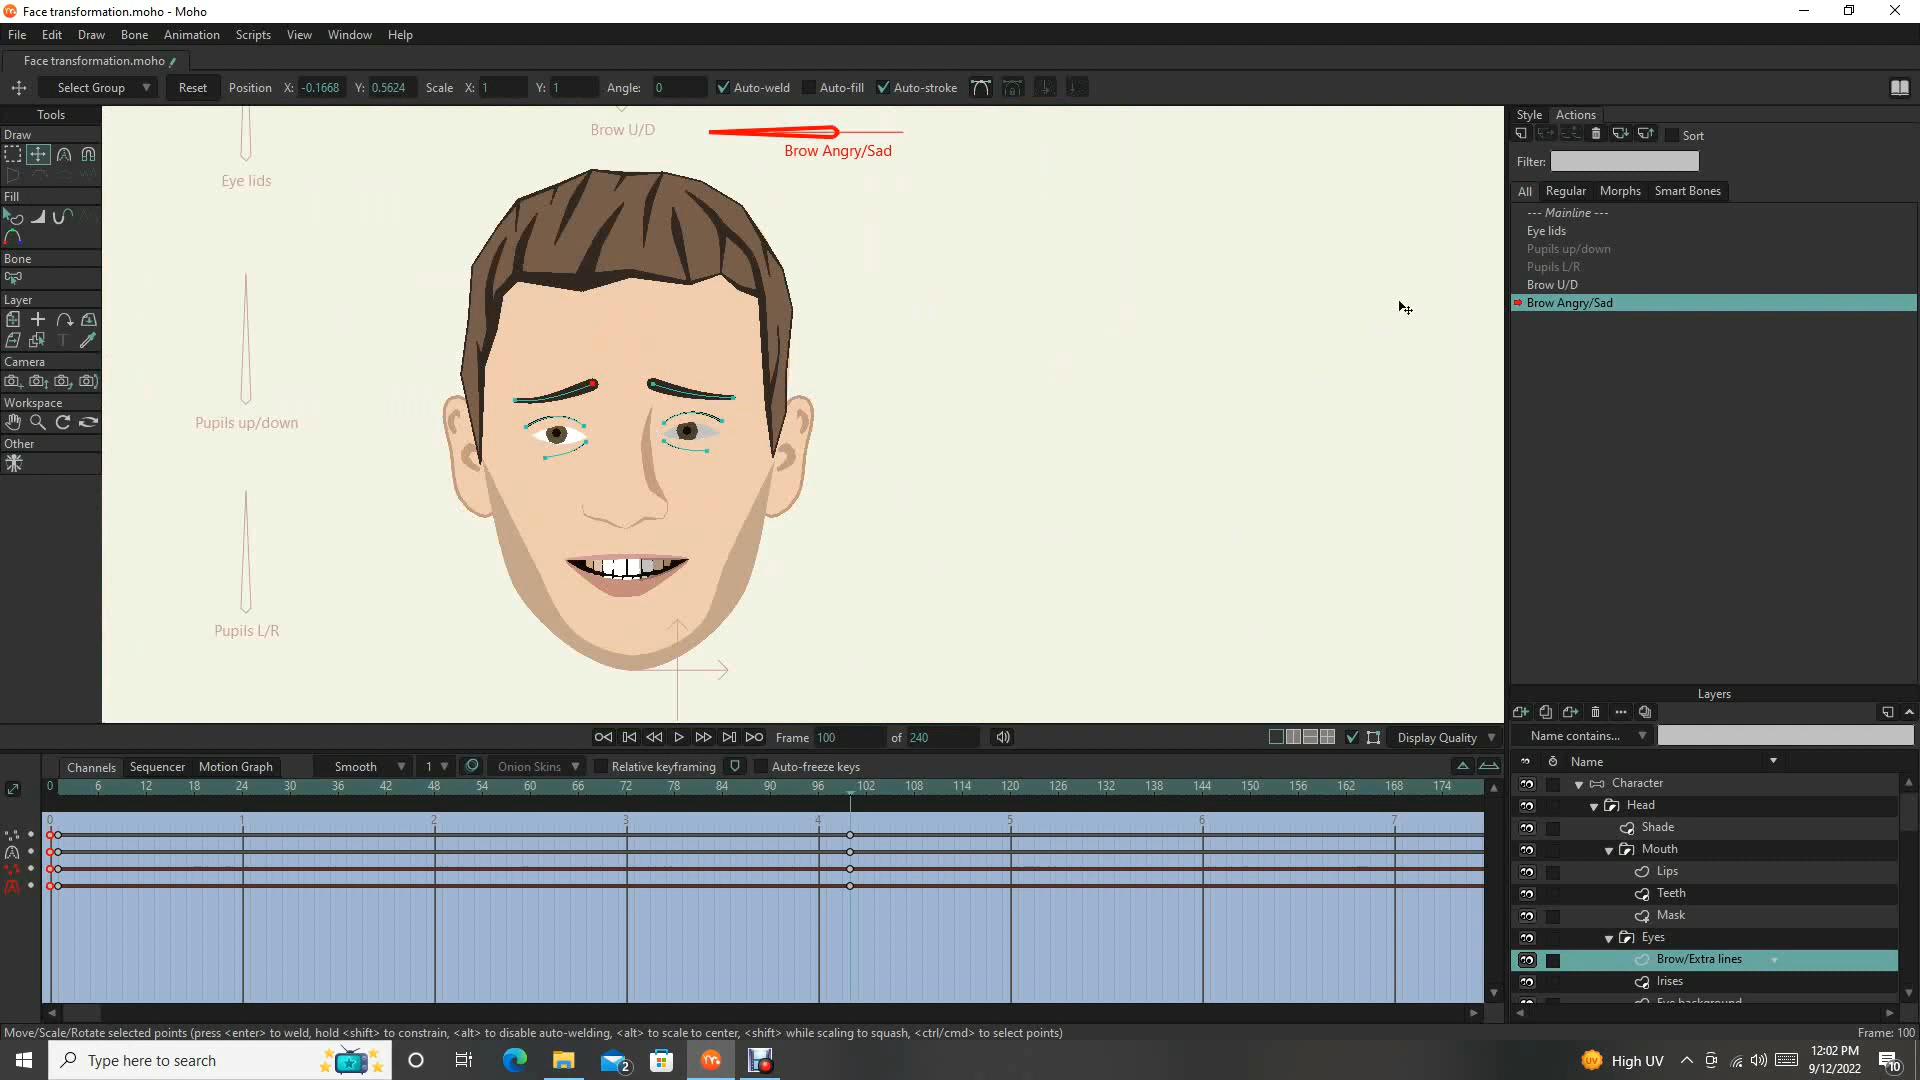 Face transformation.moho - Moho
File Edit Draw Bone Animation Scripts View Window Help
Face transformation.moho
Select Group Reset Position X: -0.1668 Y: 0.5624 Scale X: 1 Y: 1 Angle: 0 Auto-weld Auto-fill Auto-stroke
Tools
Draw
Fill
Bone
Layer
Camera
Workspace
Other
Brow U/D
Brow Angry/Sad
Eye lids
Pupils up/down
Pupils L/R
Style Actions
Sort
Filter:
All Regular Morphs Smart Bones
--- Mainline ---
Eye lids
Pupils up/down
Pupils L/R
Brow U/D
Brow Angry/Sad
Layers
Name contains...
Name
Character
Head
Shade
Mouth
Lips
Teeth
Mask
Eyes
Brow/Extra lines
Irises
Eye background
Frame 100 of 240 Display Quality
Channels Sequencer Motion Graph Smooth 1 Onion Skins Relative keyframing Auto-freeze keys
0 6 12 18 24 30 36 42 48 54 60 66 72 78 84 90 96 102 108 114 120 126 132 138 144 150 156 162 168 174
0 1 2 3 4 5 6 7
Move/Scale/Rotate selected points (press <enter> to weld, hold <shift> to constrain, <alt> to disable auto-welding, <alt> to scale to center, <shift> while scaling to squash, <ctrl/cmd> to select points)
Frame: 100
Type here to search
2
UV High UV
12:02 PM
9/12/2022
10